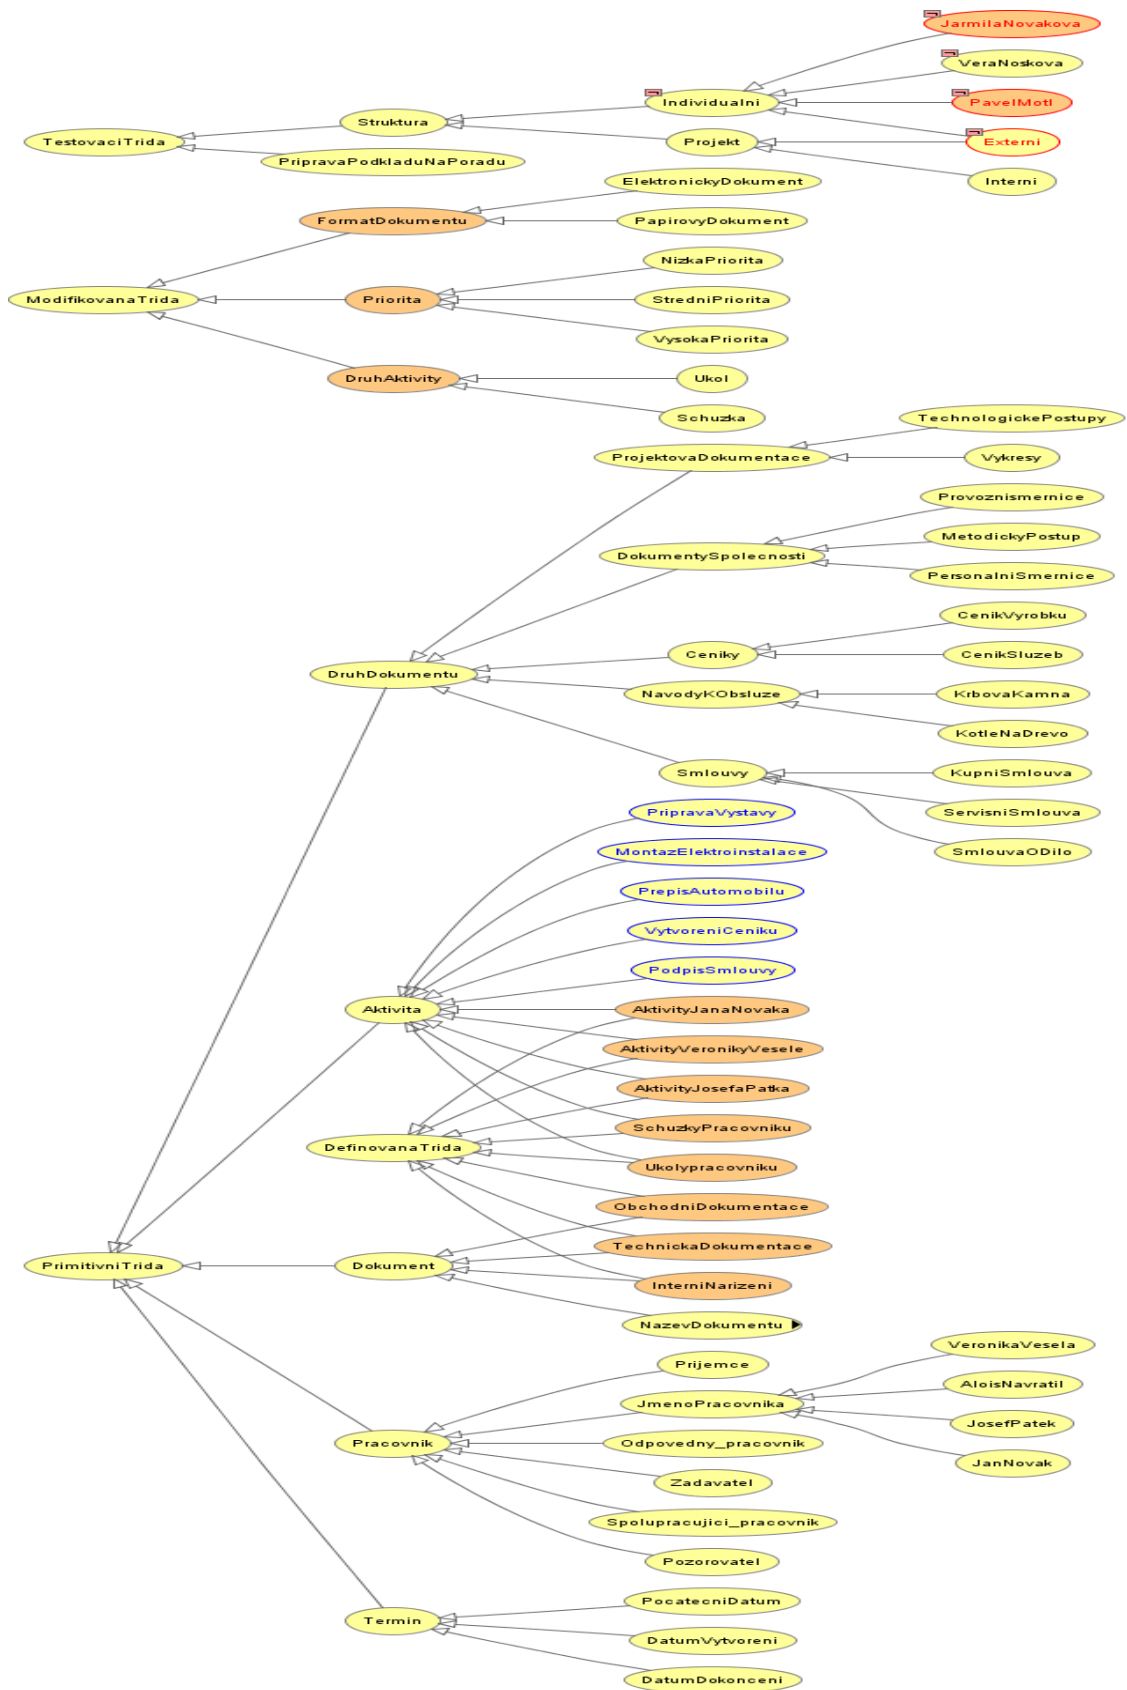 JarmilaNovakova
VeraNoskova
Individualni
PavelMotl
Struktura
TestovaciTrida
Projekt
Externi
PripravaPodkladuNaPoradu
Interni
ElektronickyDokument
FormatDokumentu
PapirovyDokument
NizkaPriorita
ModifikovanaTrida
Priorita
StredniPriorita
VysokaPriorita
DruhAktivity
Ukol
Schuzka
TechnologickePostupy
ProjektovaDokumentace
Vykresy
Provoznismernice
MetodickyPostup
DokumentySpolecnosti
PersonalniSmernice
CenikVyrobku
Ceniky
CenikSluzeb
DruhDokumentu
NavodyKObsluze
KrbovaKamna
KotleNaDrevo
Smlouvy
KupniSmlouva
PripravaVystavy
ServisniSmlouva
MontazElektroinstalace
SmlouvaODilo
PrepisAutomobilu
VytvoreniCeniku
PodpisSmlouvy
Aktivita
AktivityJanaNovaka
AktivityVeronikyVesele
AktivityJosefaPatka
SchuzkyPracovniku
DefinovanaTrida
Ukolypracovniku
ObchodniDokumentace
TechnickaDokumentace
PrimitivniTrida
Dokument
InterniNarizeni
NazevDokumentu
VeronikaVesela
Prijemce
AloisNavratil
JmenoPracovnika
JosefPatek
Pracovnik
Odpovedny_pracovnik
JanNovak
Zadavatel
Spolupracujici_pracovnik
Pozorovatel
PocatecniDatum
Termin
DatumVytvoreni
DatumDokonceni